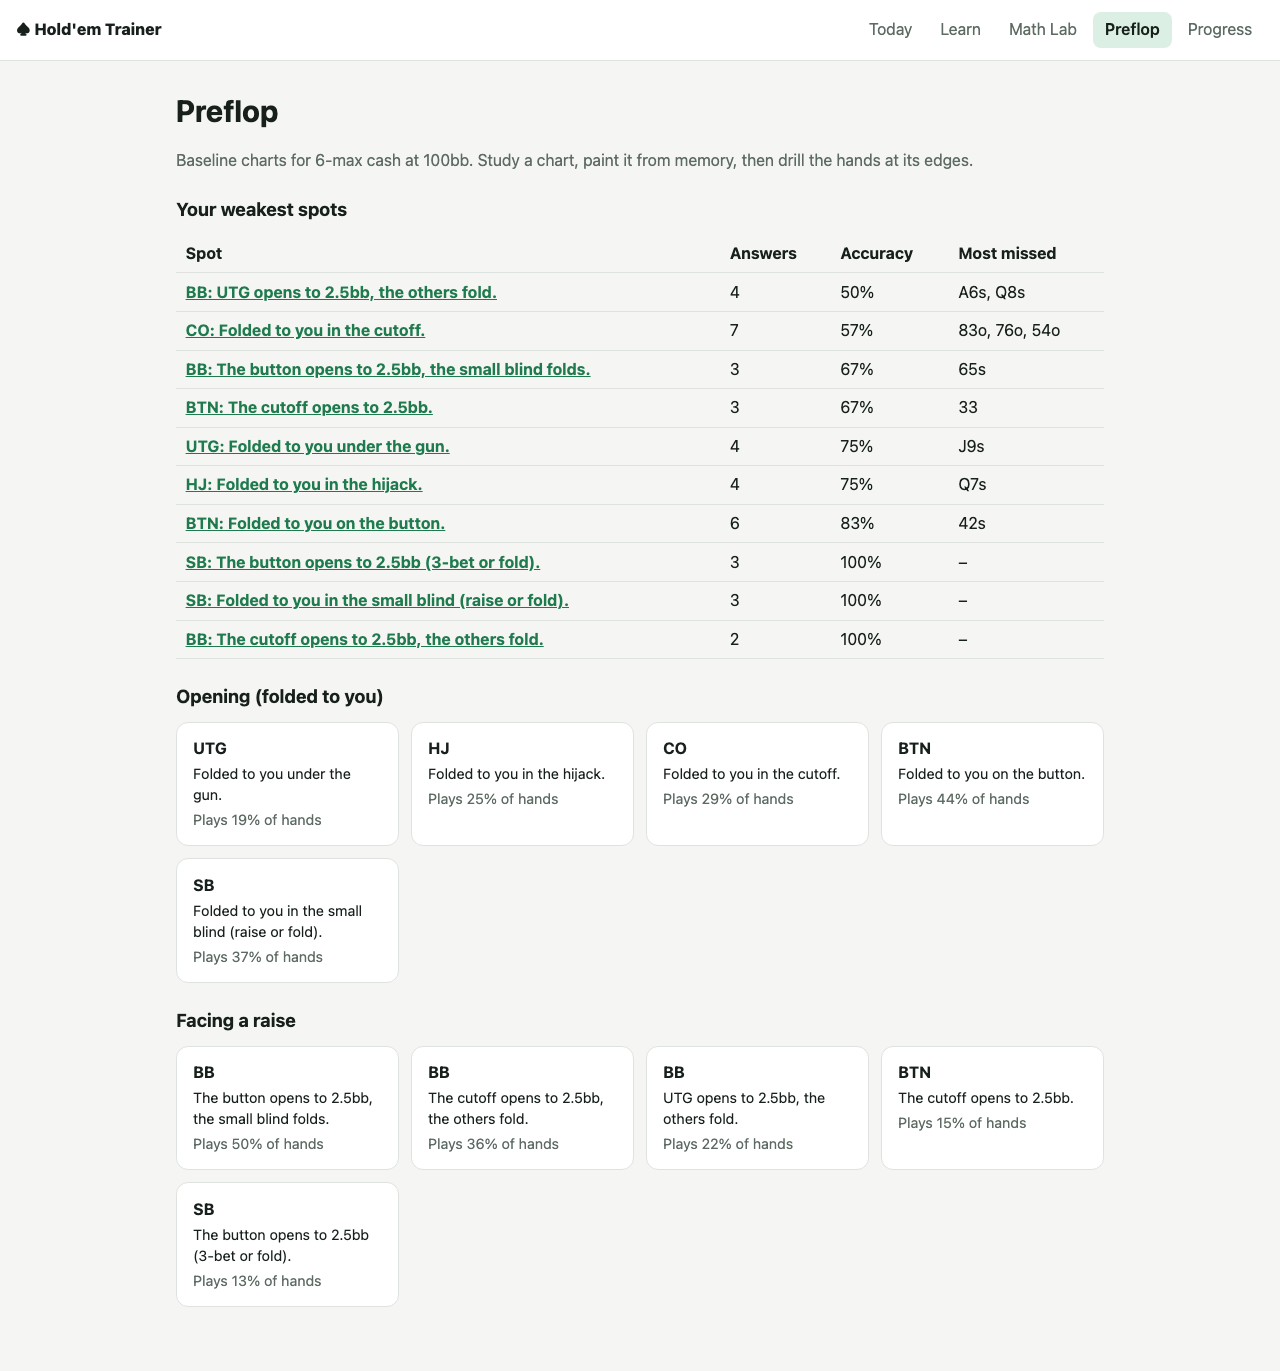 ♠ Hold'em Trainer
Today Learn Math Lab Preflop Progress
Preflop
Baseline charts for 6-max cash at 100bb. Study a chart, paint it from memory, then drill the hands at its edges.
Your weakest spots
Spot Answers Accuracy Most missed
BB: UTG opens to 2.5bb, the others fold. 4 50% A6s, Q8s
CO: Folded to you in the cutoff. 7 57% 83o, 76o, 54o
BB: The button opens to 2.5bb, the small blind folds. 3 67% 65s
BTN: The cutoff opens to 2.5bb. 3 67% 33
UTG: Folded to you under the gun. 4 75% J9s
HJ: Folded to you in the hijack. 4 75% Q7s
BTN: Folded to you on the button. 6 83% 42s
SB: The button opens to 2.5bb (3-bet or fold). 3 100% –
SB: Folded to you in the small blind (raise or fold). 3 100% –
BB: The cutoff opens to 2.5bb, the others fold. 2 100% –
Opening (folded to you)
UTG
Folded to you under the
gun.
Plays 19% of hands
HJ
Folded to you in the hijack.
Plays 25% of hands
CO
Folded to you in the cutoff.
Plays 29% of hands
BTN
Folded to you on the button.
Plays 44% of hands
SB
Folded to you in the small
blind (raise or fold).
Plays 37% of hands
Facing a raise
BB
The button opens to 2.5bb,
the small blind folds.
Plays 50% of hands
BB
The cutoff opens to 2.5bb,
the others fold.
Plays 36% of hands
BB
UTG opens to 2.5bb, the
others fold.
Plays 22% of hands
BTN
The cutoff opens to 2.5bb.
Plays 15% of hands
SB
The button opens to 2.5bb
(3-bet or fold).
Plays 13% of hands